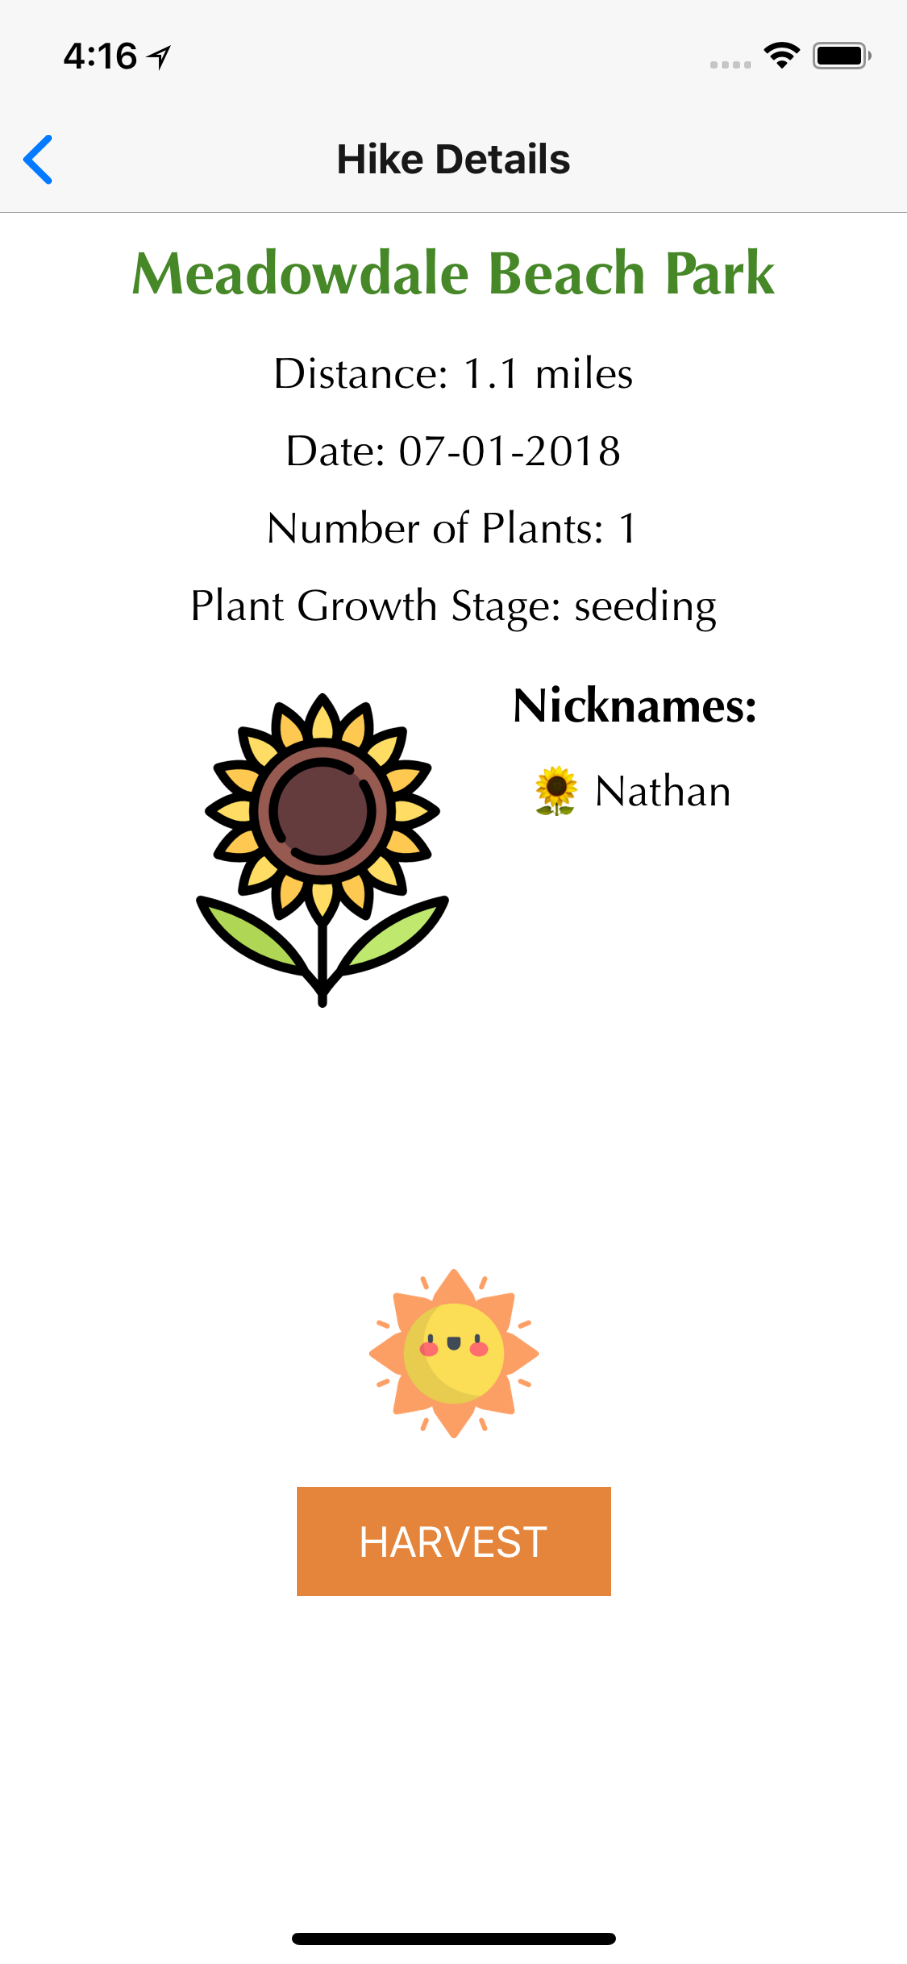 4:16
Hike Details
Meadowdale Beach Park
Distance: 1.1 miles
Date: 07-01-2018
Number of Plants: 1
Plant Growth Stage: seeding
Nicknames:
🌻 Nathan
HARVEST